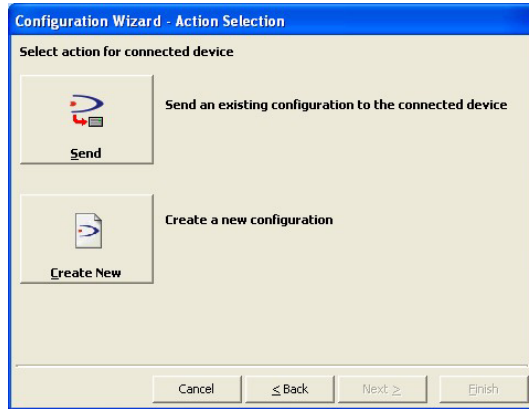 Configuration Wizard - Action Selection
Select action for connected device
Send an existing configuration to the connected device
Send
Create a new configuration
Create New
Cancel
< Back
Next >
Finish